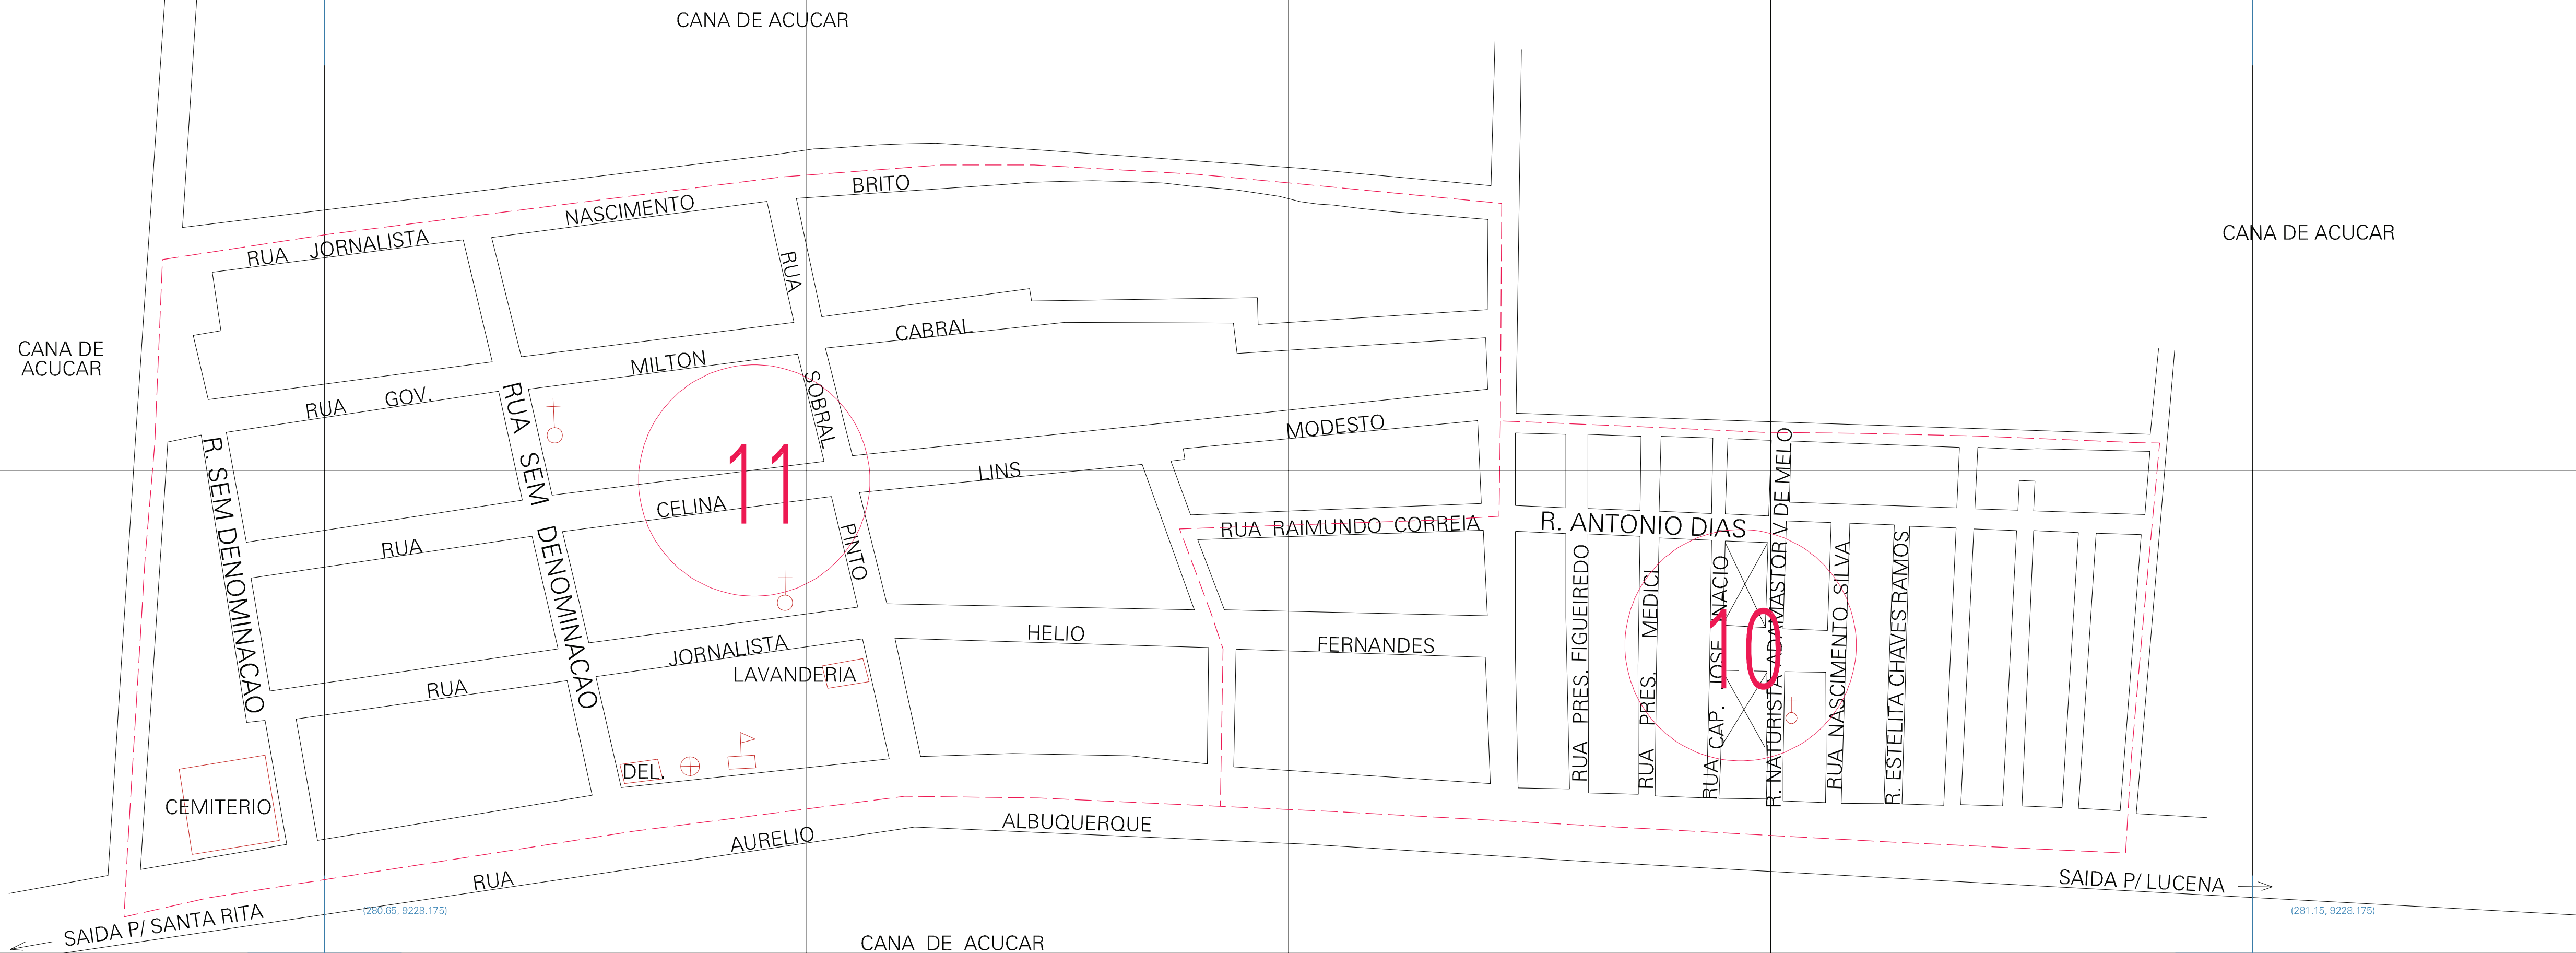 CANA DE ACUCAR
BRITO
NASCIMENTO
RUA JORNALISTA
CANA DE ACUCAR
RUA
CABRAL
CANA DE
ACUCAR
MILTON
RUA GOV.
SOBRAL
MODESTO
R. SEM DENOMINACAO
RUA SEM DENOMINACAO
11
LINS
CELINA
RUA
PINTO
RUA RAIMUNDO CORREIA
R. ANTONIO DIAS
RUA PRES. FIGUEIREDO
RUA PRES. MEDICI
RUA CAP. JOSE INACIO
R. NATURISTA ADAMASTOR V DE MELO
RUA NASCIMENTO SILVA
R. ESTELITA CHAVES RAMOS
10
HELIO
FERNANDES
JORNALISTA
LAVANDERIA
RUA
DEL.
CEMITERIO
ALBUQUERQUE
AURELIO
RUA
SAIDA P/ LUCENA
SAIDA P/ SANTA RITA
(280.65, 9228.175)
(281.15, 9228.175)
CANA DE ACUCAR